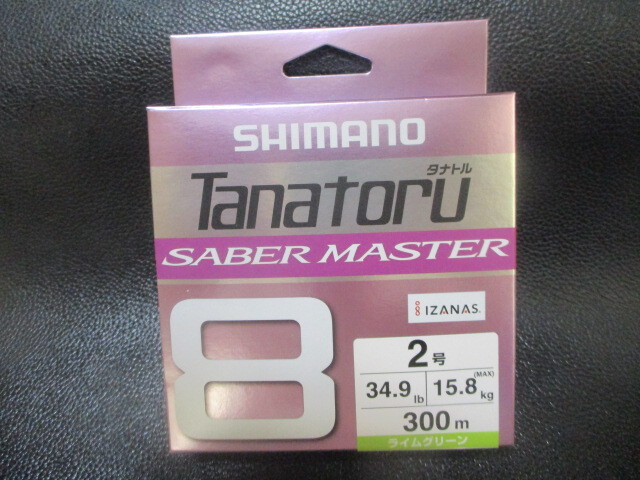 SHIMANO
タナトル
Tanatoru
SABER MASTER
8
IZANAS
2号
34.9lb 15.8kg (MAX)
300m
ライムグリーン